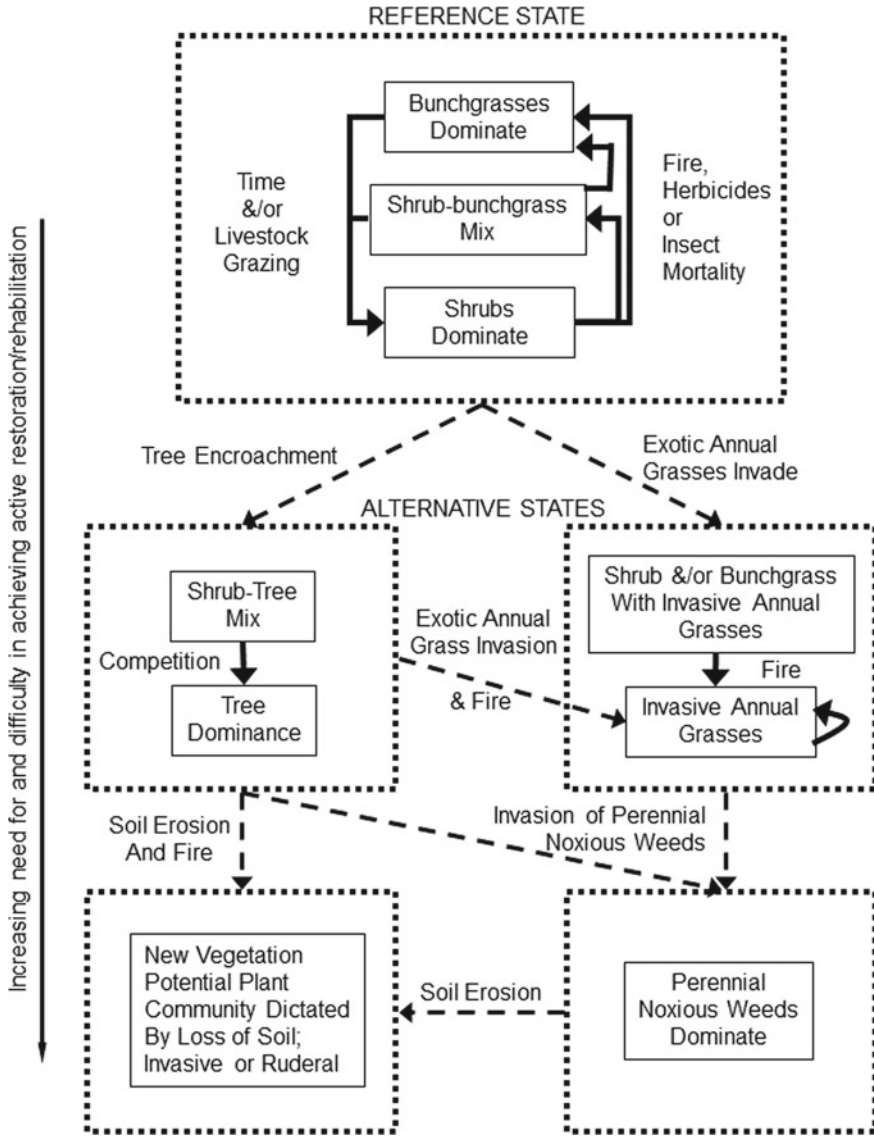 REFERENCE STATE
Bunchgrasses
Dominate
Time
&/or
Livestock
Grazing
Shrub-bunchgrass
Mix
Fire,
Herbicides
or
Insect
Mortality
Shrubs
Dominate
Increasing need for and difficulty in achieving active restoration/rehabilitation
Tree Encroachment
Exotic Annual
Grasses Invade
ALTERNATIVE STATES
Shrub-Tree
Mix
Competition
Tree
Dominance
Exotic Annual
Grass Invasion
& Fire
Shrub &/or Bunchgrass
With Invasive Annual
Grasses
Fire
Invasive Annual
Grasses
Soil Erosion
And Fire
Invasion of Perennial
Noxious Weeds
New Vegetation
Potential Plant
Community Dictated
By Loss of Soil;
Invasive or Ruderal
Soil Erosion
Perennial
Noxious Weeds
Dominate